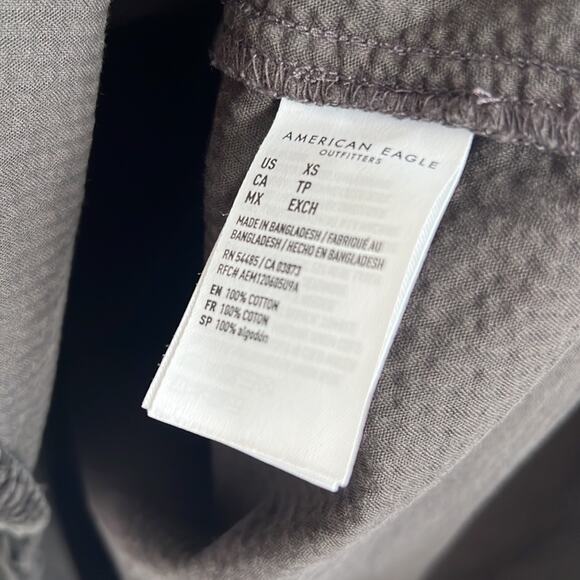 AMERICAN EAGLE
OUTFITTERS
US XS
CA TP
MX EXCH
MADE IN BANGLADESH / FABRIQUÉ AU
BANGLADESH / HECHO EN BANGLADESH
RN 54485 / CA 03873
RFC# AEM120605U9A
EN 100% COTTON
FR 100% COTON
SP 100% algodón